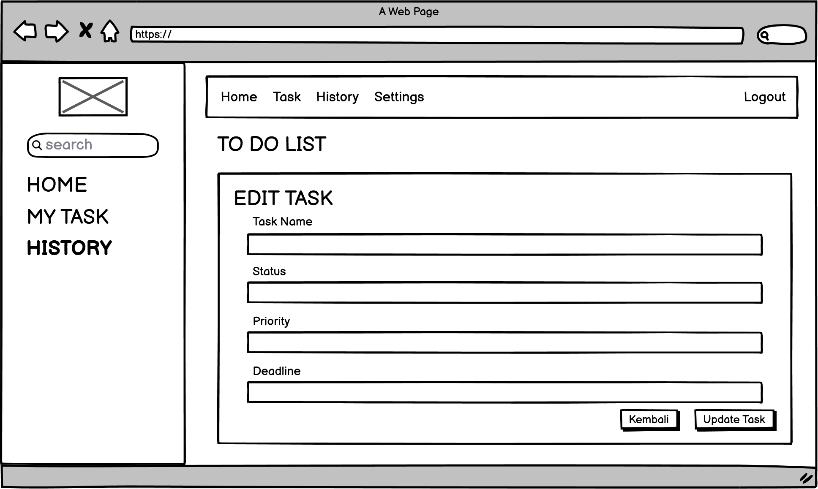 A Web Page
https://
search
HOME
MY TASK
HISTORY
Home Task History Settings Logout
TO DO LIST
EDIT TASK
Task Name
Status
Priority
Deadline
Kembali Update Task